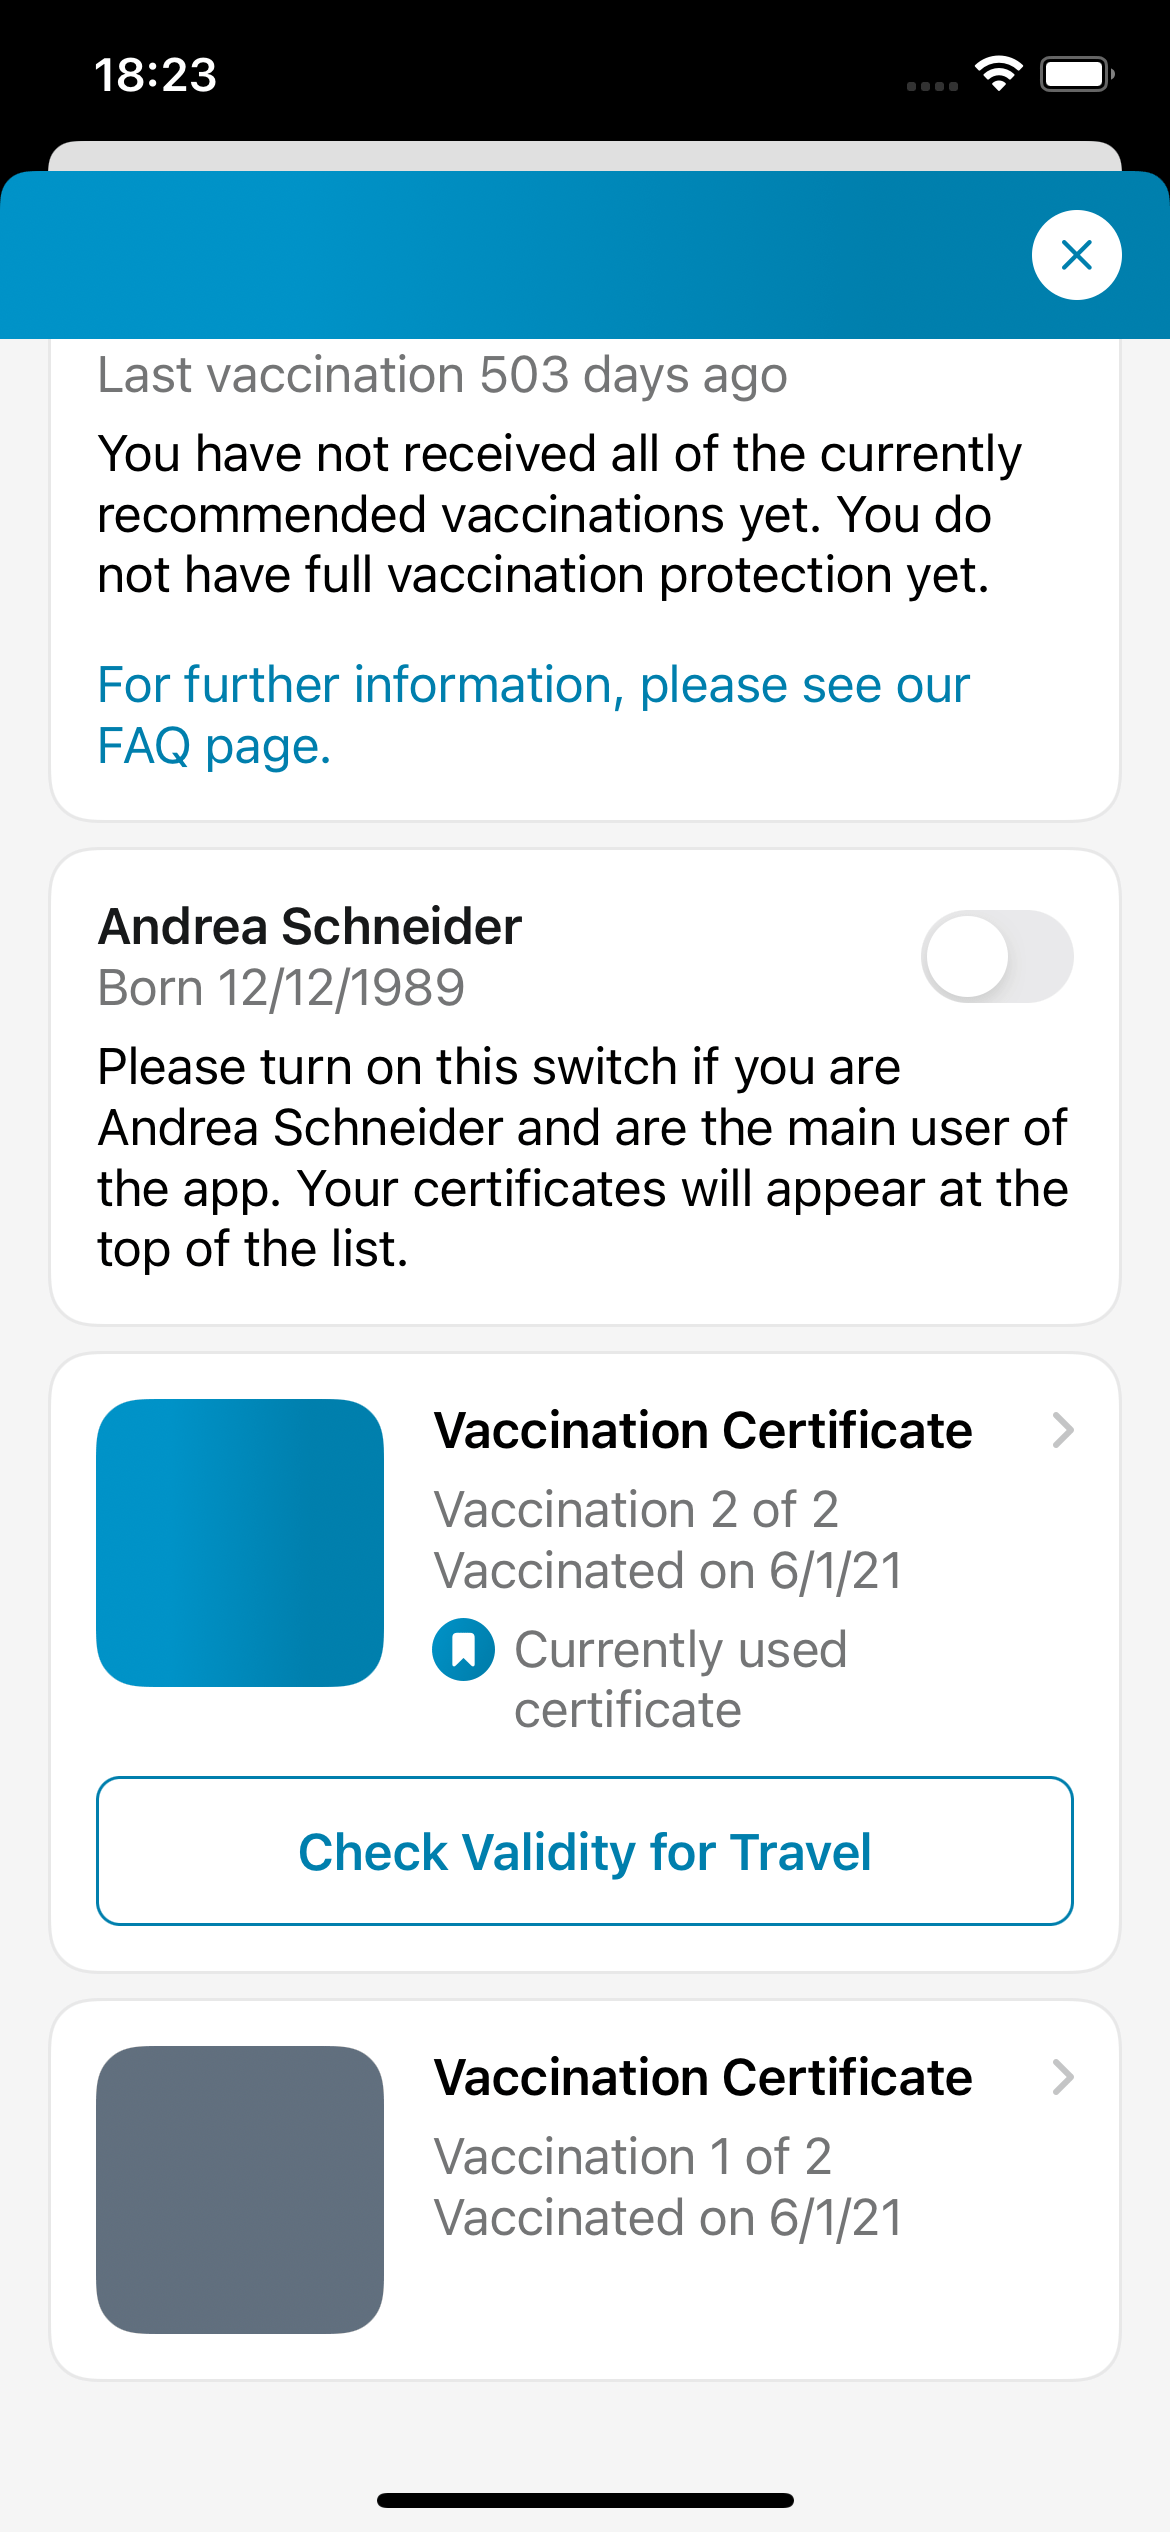 18:23
Last vaccination 503 days ago
You have not received all of the currently
recommended vaccinations yet. You do
not have full vaccination protection yet.
For further information, please see our
FAQ page.
Andrea Schneider
Born 12/12/1989
Please turn on this switch if you are
Andrea Schneider and are the main user of
the app. Your certificates will appear at the
top of the list.
Vaccination Certificate
Vaccination 2 of 2
Vaccinated on 6/1/21
Currently used
certificate
Check Validity for Travel
Vaccination Certificate
Vaccination 1 of 2
Vaccinated on 6/1/21